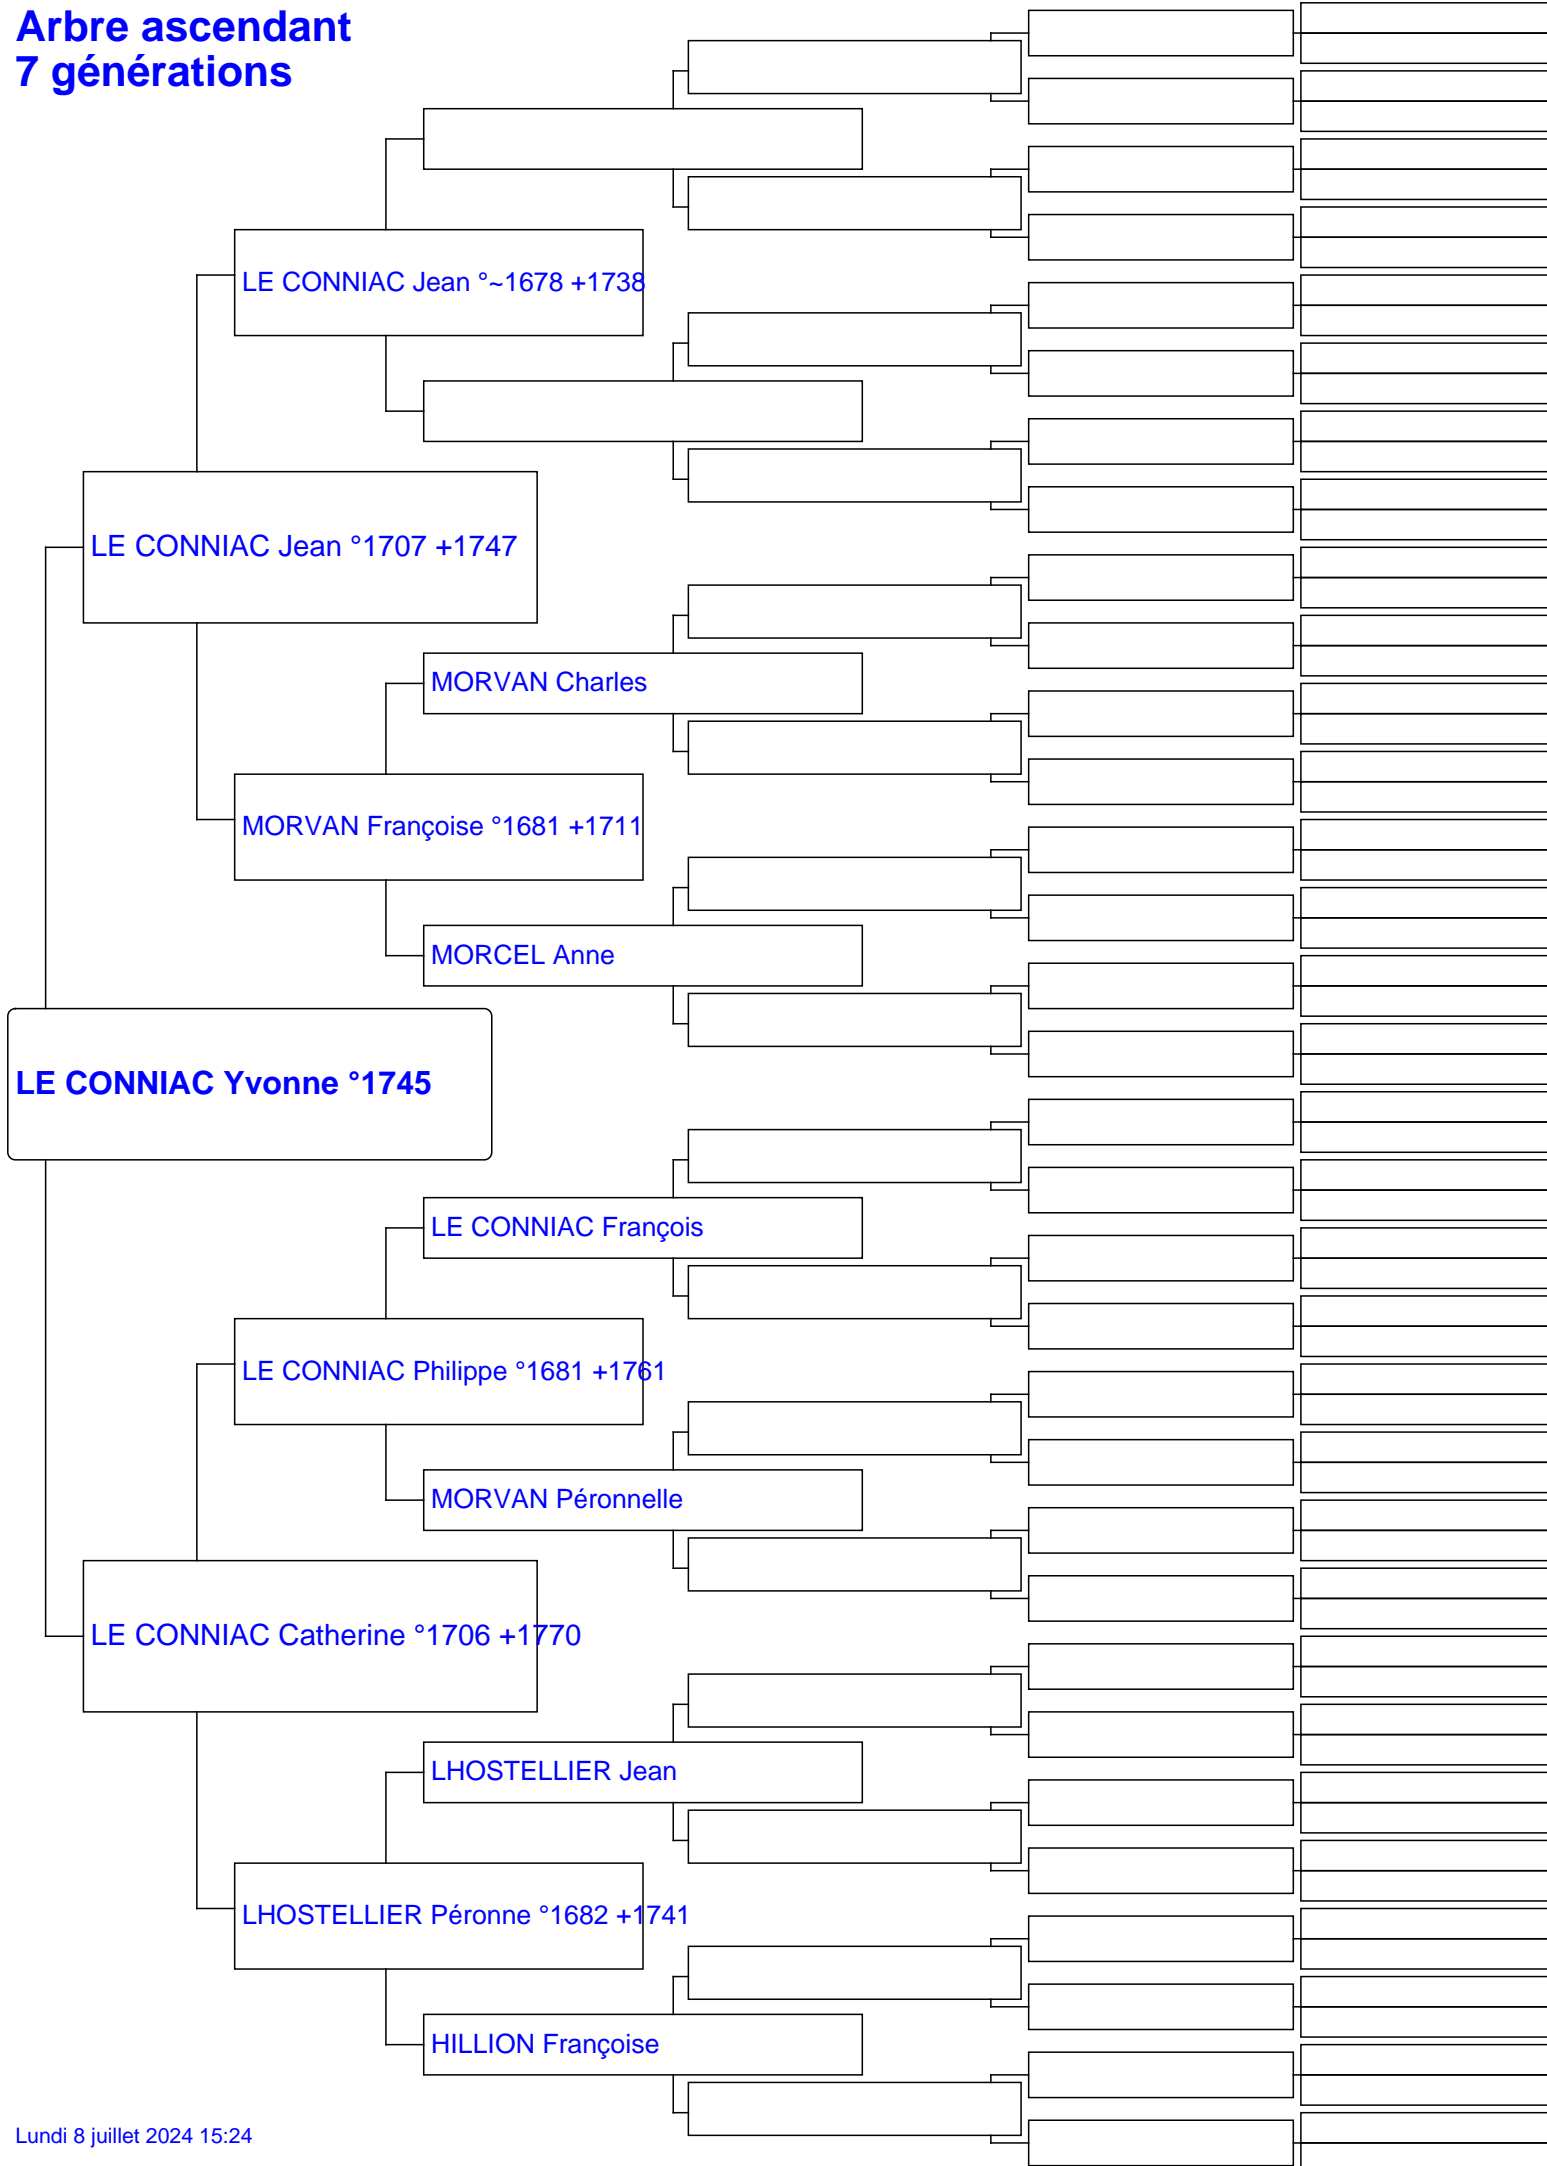 Arbre ascendant
7 générations
LE CONNIAC Jean °~1678 +1738
LE CONNIAC Jean °1707 +1747
MORVAN Charles
MORVAN Françoise °1681 +1711
MORCEL Anne
LE CONNIAC Yvonne °1745
LE CONNIAC François
LE CONNIAC Philippe °1681 +1761
MORVAN Péronnelle
LE CONNIAC Catherine °1706 +1770
LHOSTELLIER Jean
LHOSTELLIER Péronne °1682 +1741
HILLION Françoise
Lundi 8 juillet 2024 15:24